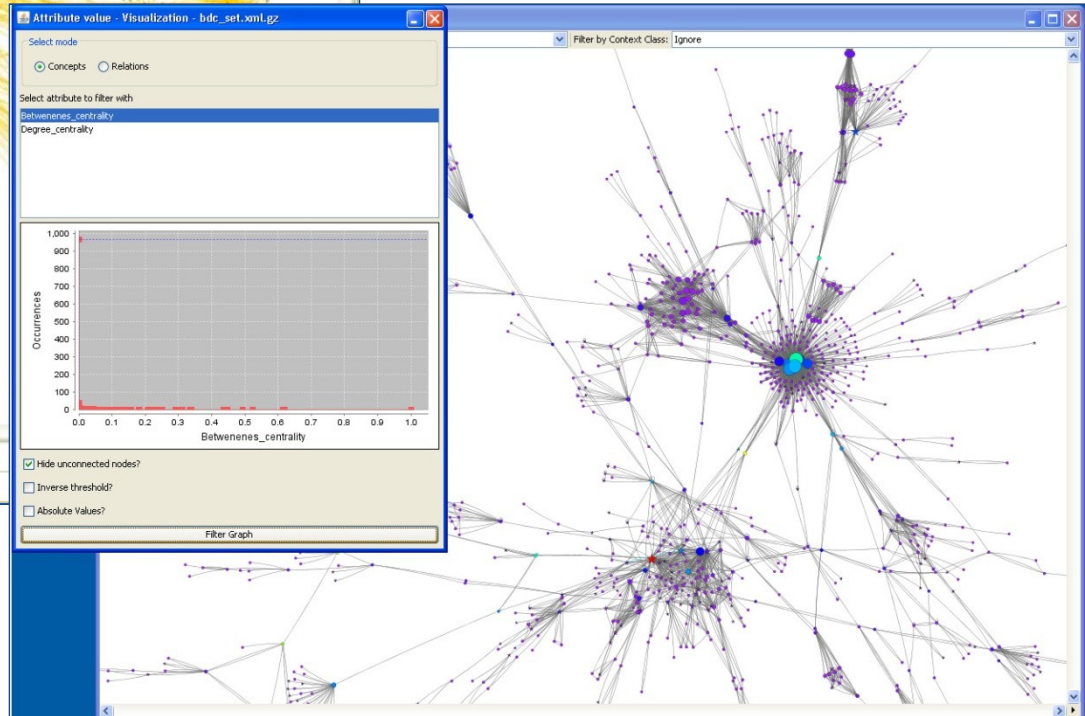 Attribute value - Visualization - bdc_set.xml.gz
Filter by Context Class: Ignore
Select mode
Concepts Relations
Select attribute to filter with
Betwenenes_centrality
Degree_centrality
1,000
900
800
700
600
500
400
300
200
100
0
Occurrences
0.0 0.1 0.2 0.3 0.4 0.5 0.6 0.7 0.8 0.9 1.0
Betwenenes_centrality
Hide unconnected nodes?
Inverse threshold?
Absolute Values?
Filter Graph